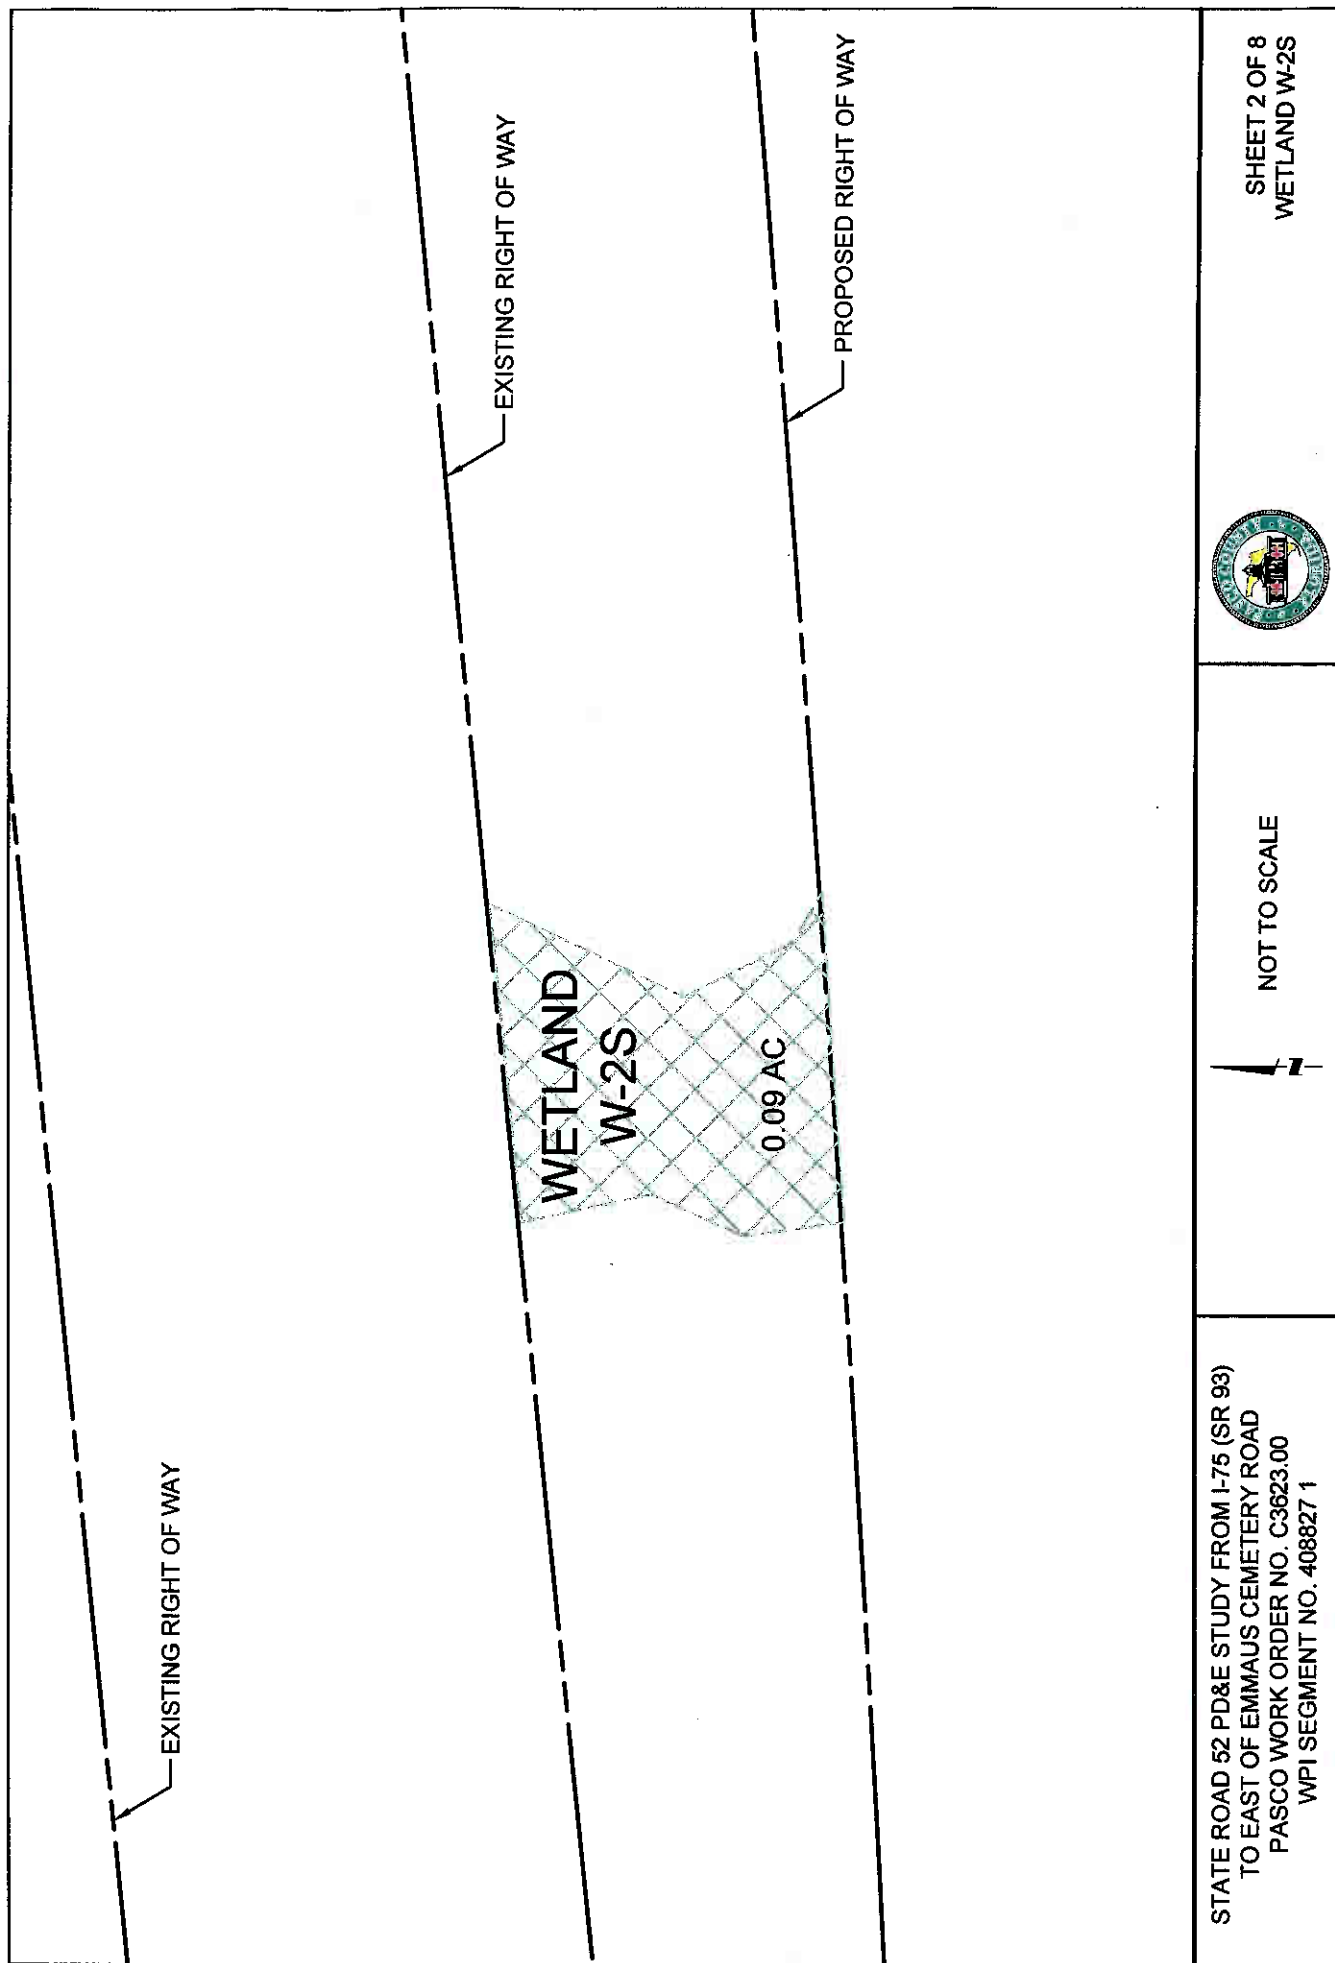 EXISTING RIGHT OF WAY
EXISTING RIGHT OF WAY
PROPOSED RIGHT OF WAY
WETLAND
W-2S
0.09 AC
STATE ROAD 52 PD&E STUDY FROM I-75 (SR 93)
TO EAST OF EMMAUS CEMETERY ROAD
PASCO WORK ORDER NO. C3623.00
WPI SEGMENT NO. 408827 1
NOT TO SCALE
SHEET 2 OF 8
WETLAND W-2S